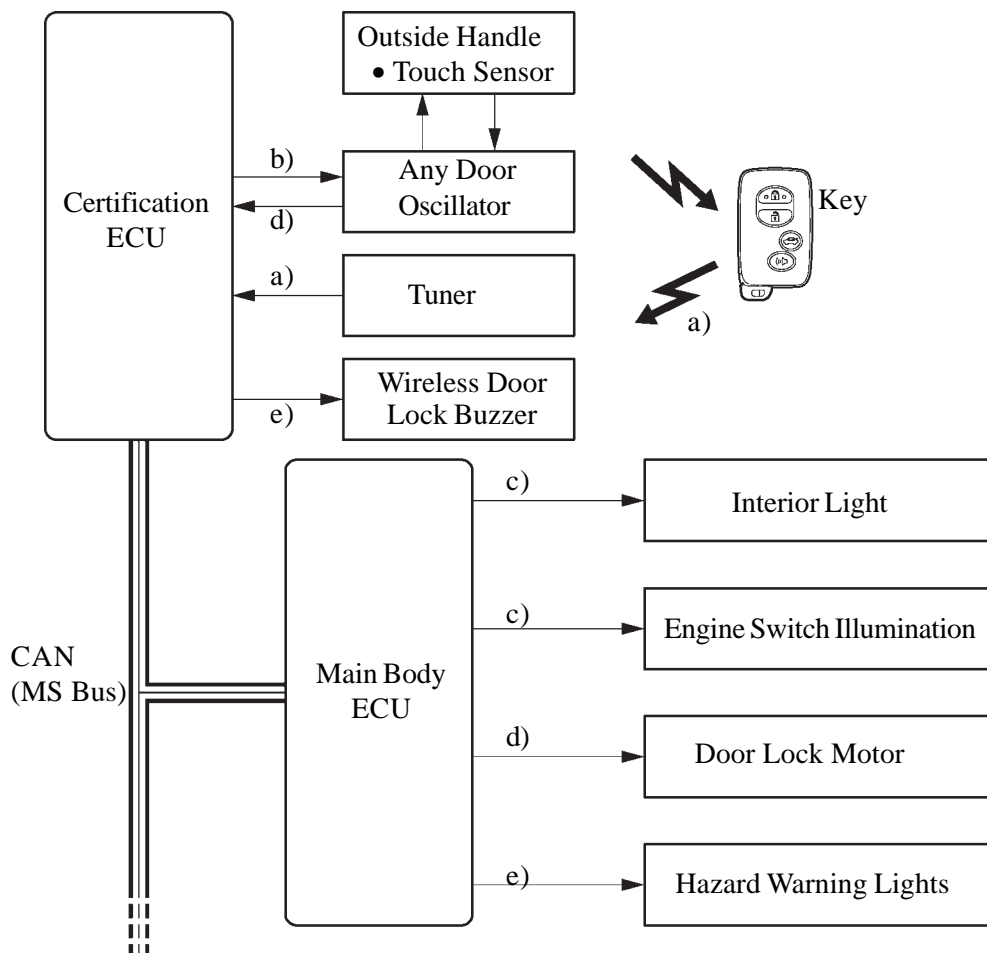 Outside Handle
• Touch Sensor
Certification
ECU
b)
d)
Any Door
Oscillator
Key
a)
Tuner
a)
e)
Wireless Door
Lock Buzzer
CAN
(MS Bus)
Main Body
ECU
c)
Interior Light
c)
Engine Switch Illumination
d)
Door Lock Motor
e)
Hazard Warning Lights